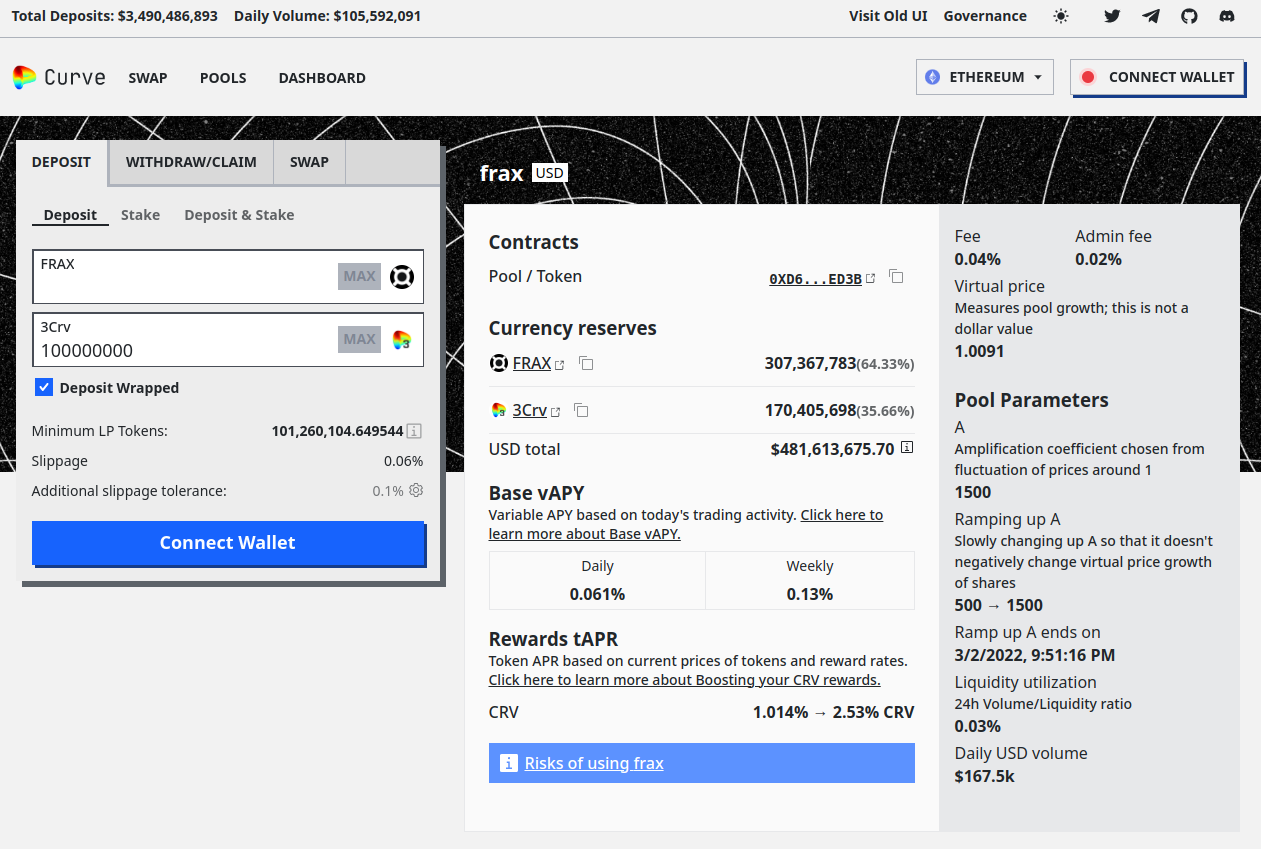 Total Deposits: $3,490,486,893 Daily Volume: $105,592,091 Visit Old UI Governance
Curve SWAP POOLS DASHBOARD ETHEREUM CONNECT WALLET
DEPOSIT WITHDRAW/CLAIM SWAP
Deposit Stake Deposit & Stake
FRAX
MAX
3Crv
100000000
MAX
3
Deposit Wrapped
Minimum LP Tokens: 101,260,104.649544
Slippage 0.06%
Additional slippage tolerance: 0.1%
Connect Wallet
frax USD
Contracts
Pool / Token 0XD6...ED3B
Currency reserves
FRAX 307,367,783(64.33%)
3Crv 170,405,698(35.66%)
USD total $481,613,675.70
Base vAPY
Variable APY based on today's trading activity. Click here to
learn more about Base vAPY.
Daily Weekly
0.061% 0.13%
Rewards tAPR
Token APR based on current prices of tokens and reward rates.
Click here to learn more about Boosting your CRV rewards.
CRV 1.014% → 2.53% CRV
Risks of using frax
Fee Admin fee
0.04% 0.02%
Virtual price
Measures pool growth; this is not a
dollar value
1.0091
Pool Parameters
A
Amplification coefficient chosen from
fluctuation of prices around 1
1500
Ramping up A
Slowly changing up A so that it doesn't
negatively change virtual price growth
of shares
500 → 1500
Ramp up A ends on
3/2/2022, 9:51:16 PM
Liquidity utilization
24h Volume/Liquidity ratio
0.03%
Daily USD volume
$167.5k